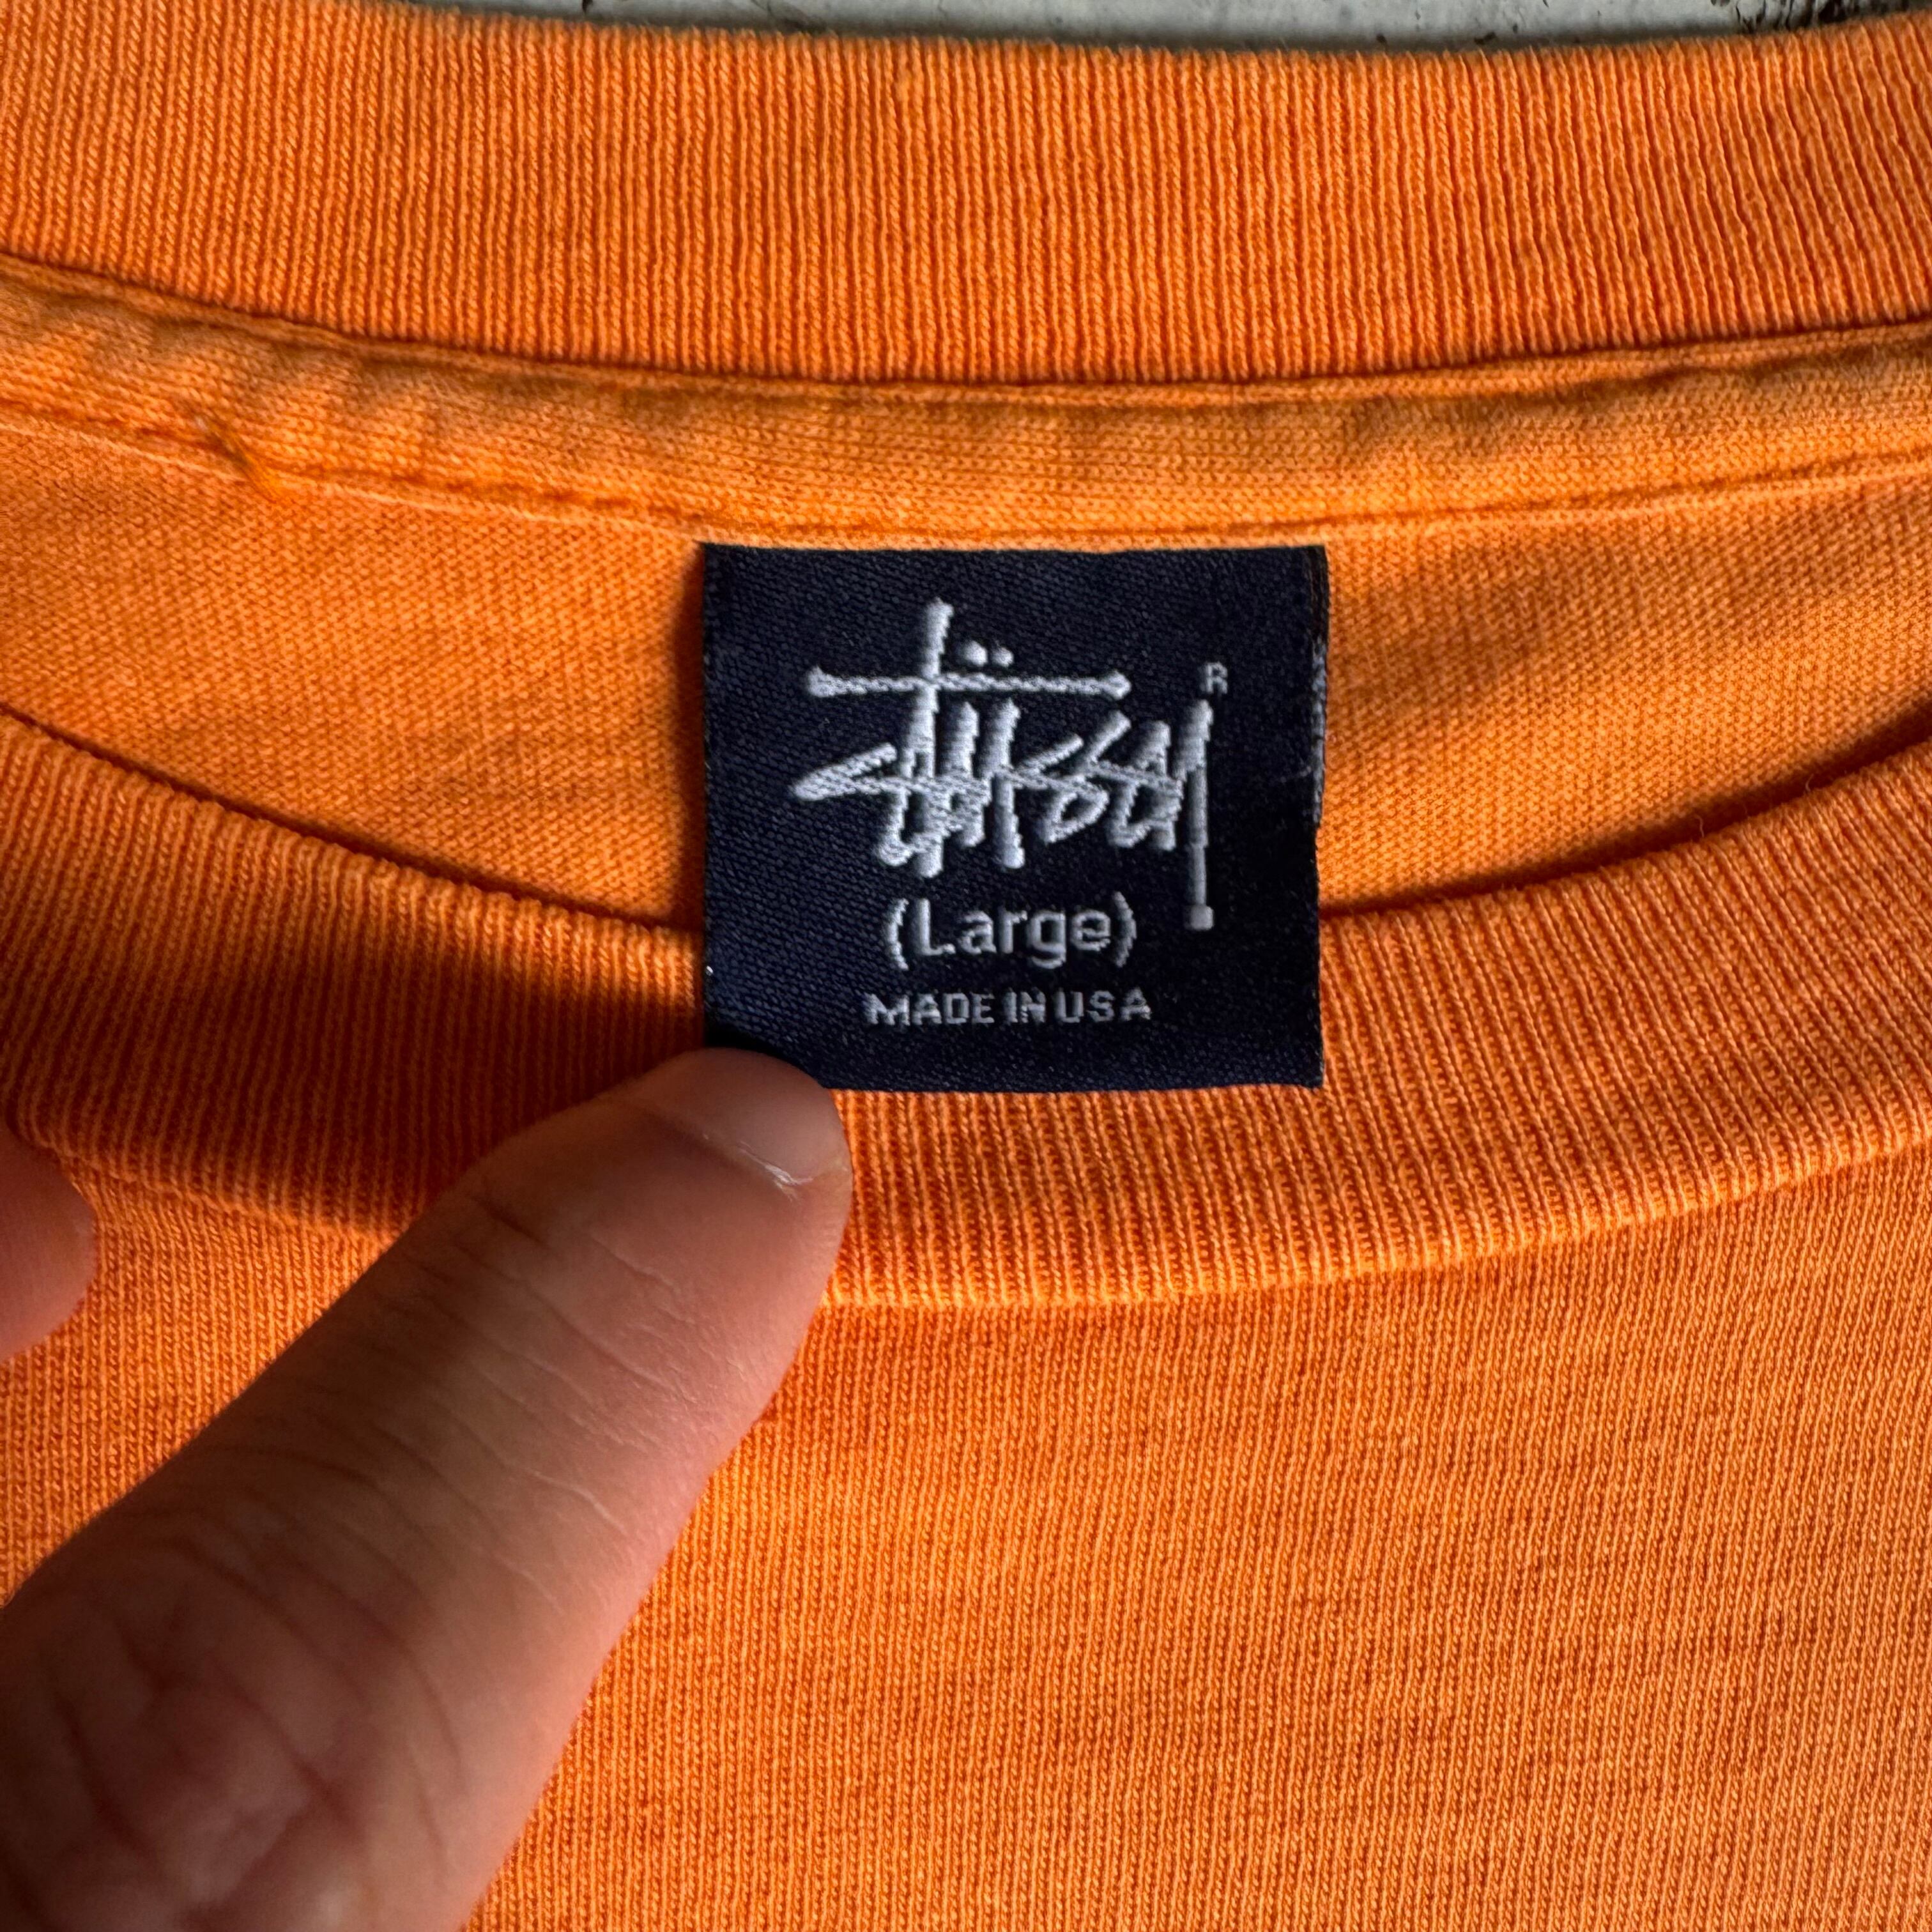 Stüssy
R
(Large)
MADE IN USA